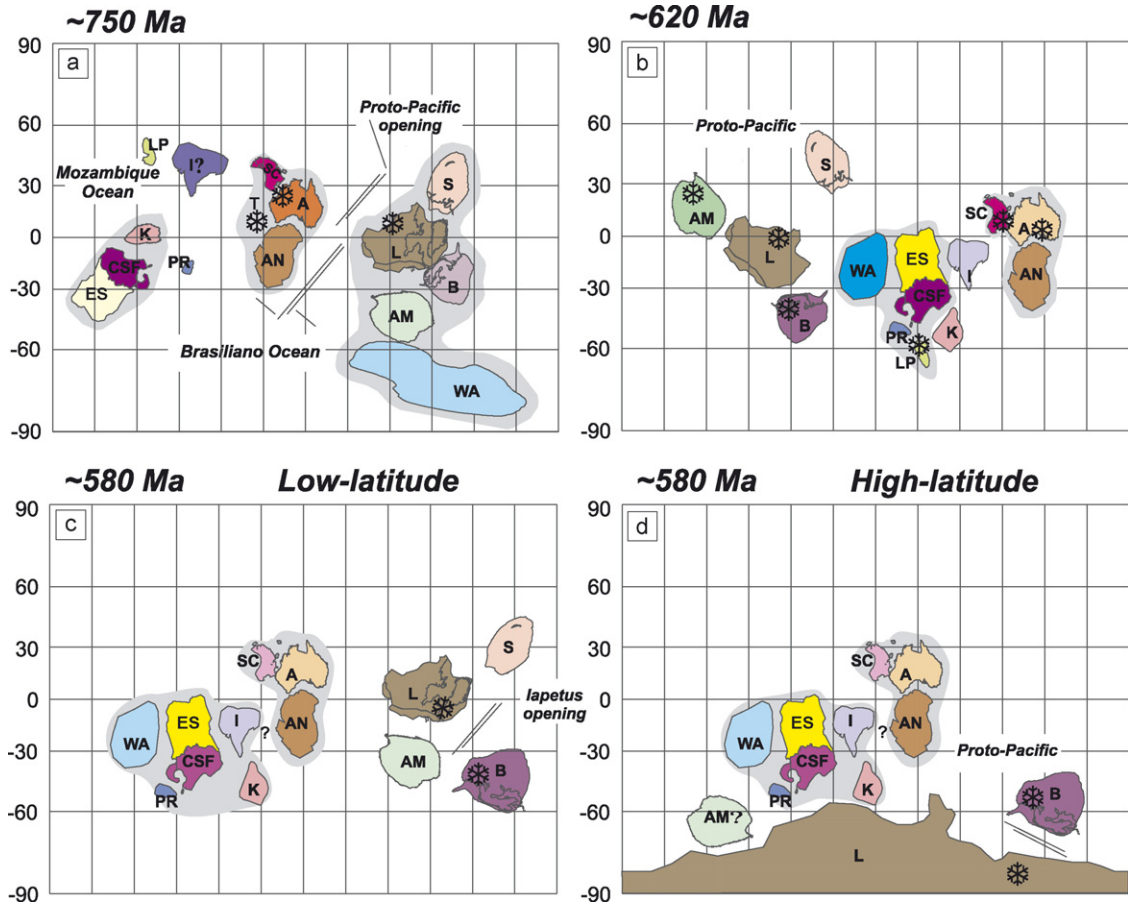 ~750 Ma
90
60
30
0
-30
-60
-90
a
Proto-Pacific
opening
LP
I?
Mozambique
Ocean
SC
T
A
S
K
L
CSF
PR
AN
ES
B
AM
Brasiliano Ocean
WA
~620 Ma
90
60
30
0
-30
-60
-90
b
Proto-Pacific
S
AM
SC
A
L
WA
ES
I
AN
CSF
B
PR
K
LP
~580 Ma Low-latitude
90
60
30
0
-30
-60
-90
c
S
SC
A
L
Iapetus
opening
ES
I
AN
WA
?
CSF
AM
B
PR
K
~580 Ma High-latitude
90
60
30
0
-30
-60
-90
d
SC
A
ES
I
AN
WA
?
Proto-Pacific
CSF
PR
K
B
AM?
L